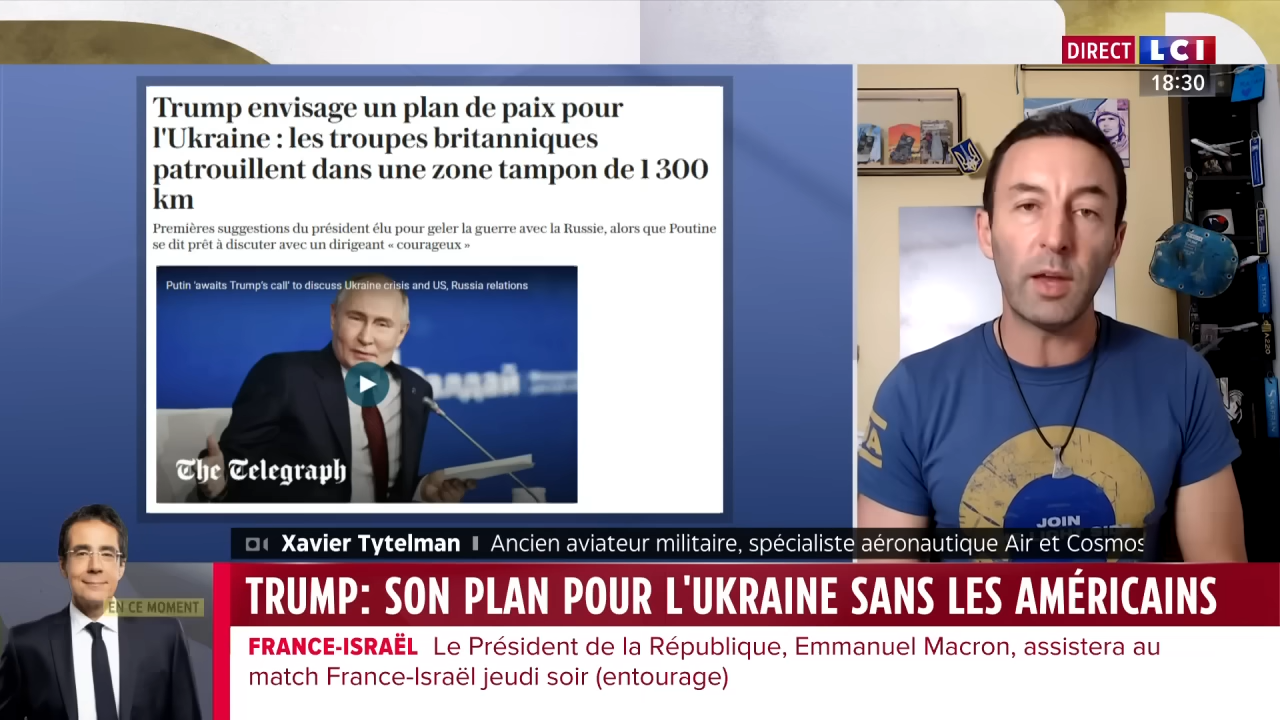 DIRECT LCI
18:30
Trump envisage un plan de paix pour
l'Ukraine : les troupes britanniques
patrouillent dans une zone tampon de 1 300
km
Premières suggestions du président élu pour geler la guerre avec la Russie, alors que Poutine
se dit prêt à discuter avec un dirigeant « courageux »
Putin 'awaits Trump's call' to discuss Ukraine crisis and US, Russia relations
The Telegraph
JOIN
A220
Xavier Tytelman Ancien aviateur militaire, spécialiste aéronautique Air et Cosmos
EN CE MOMENT
TRUMP: SON PLAN POUR L'UKRAINE SANS LES AMÉRICAINS
FRANCE-ISRAËL Le Président de la République, Emmanuel Macron, assistera au
match France-Israël jeudi soir (entourage)